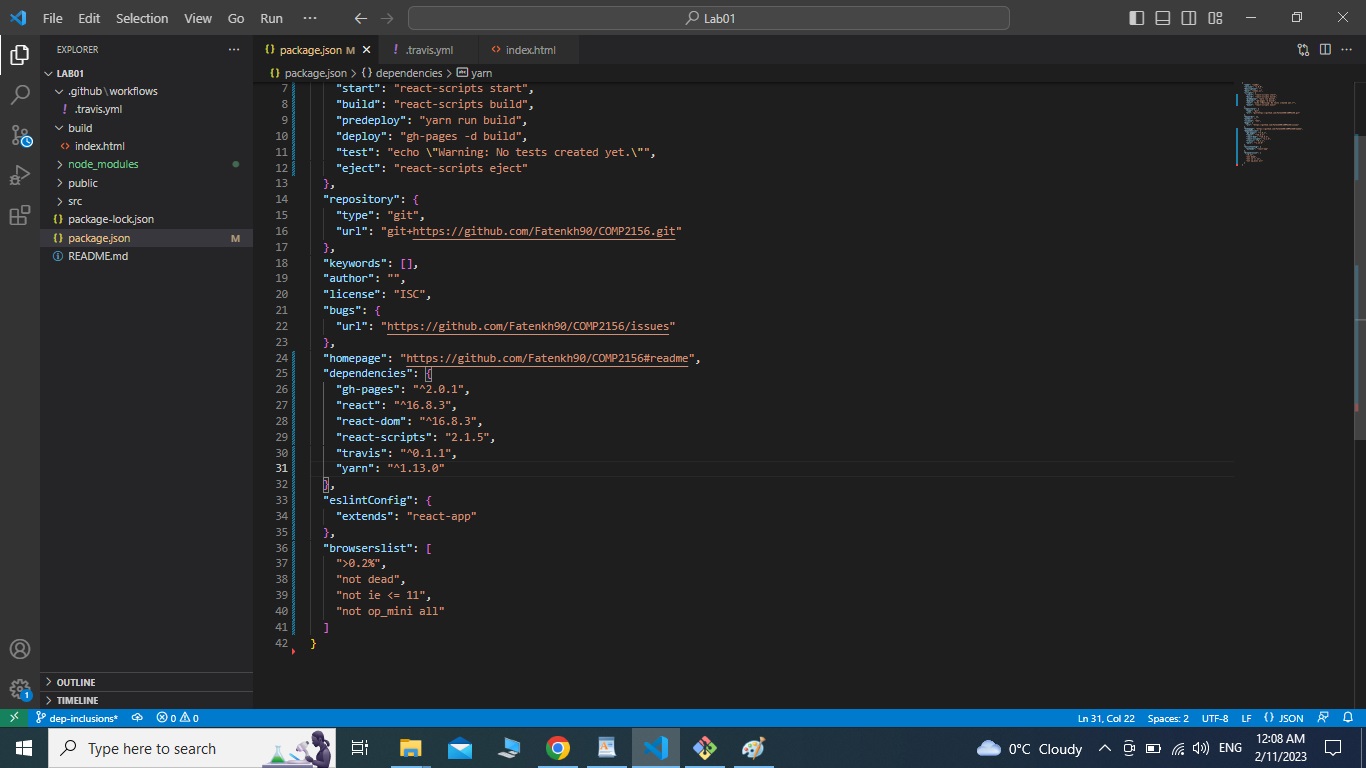 File Edit Selection View Go Run ··· Lab01
EXPLORER ···
LAB01
.github\workflows
! .travis.yml
build
<> index.html
node_modules
public
src
{} package-lock.json
{} package.json M
README.md
OUTLINE
TIMELINE
{} package.json M ! .travis.yml <> index.html
{} package.json > {} dependencies > yarn
7 "start": "react-scripts start",
8 "build": "react-scripts build",
9 "predeploy": "yarn run build",
10 "deploy": "gh-pages -d build",
11 "test": "echo \"Warning: No tests created yet.\"",
12 "eject": "react-scripts eject"
13 },
14 "repository": {
15 "type": "git",
16 "url": "git+https://github.com/Fatenkh90/COMP2156.git"
17 },
18 "keywords": [],
19 "author": "",
20 "license": "ISC",
21 "bugs": {
22 "url": "https://github.com/Fatenkh90/COMP2156/issues"
23 },
24 "homepage": "https://github.com/Fatenkh90/COMP2156#readme",
25 "dependencies": {
26 "gh-pages": "^2.0.1",
27 "react": "^16.8.3",
28 "react-dom": "^16.8.3",
29 "react-scripts": "2.1.5",
30 "travis": "^0.1.1",
31 "yarn": "^1.13.0"
32 },
33 "eslintConfig": {
34 "extends": "react-app"
35 },
36 "browserslist": [
37 ">0.2%",
38 "not dead",
39 "not ie <= 11",
40 "not op_mini all"
41 ]
42 }
1
dep-inclusions* 0 0 Ln 31, Col 22 Spaces: 2 UTF-8 LF {} JSON
Type here to search 0°C Cloudy ENG 12:08 AM
2/11/2023